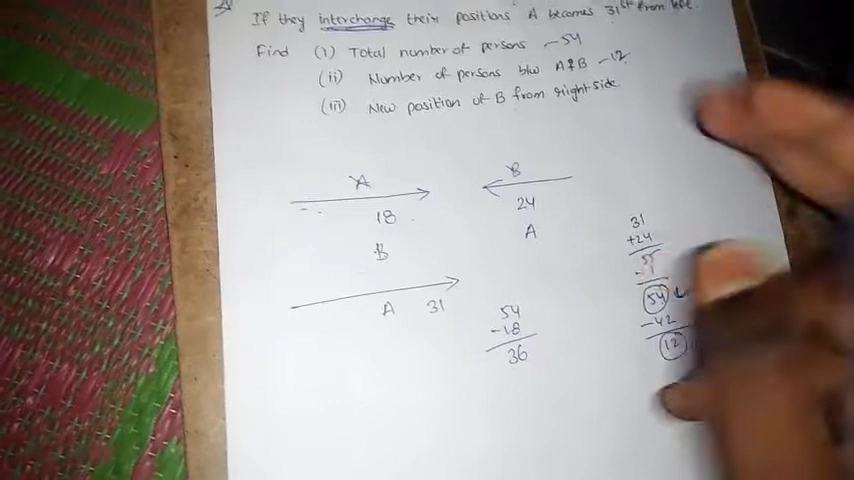 If they interchange their positions A becomes 31st from left.
Find (i) Total number of persons - 54
(ii) Number of persons b/w A & B - 12
(iii) New position of B from right side
A
B
18
24
B
A
A 31
54
-18
36
31
+24
55
- 1
54
-42
12